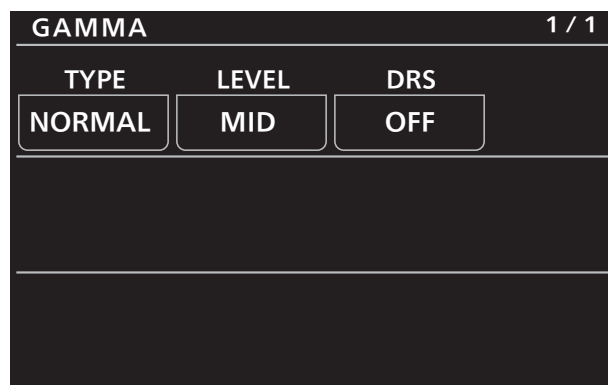 GAMMA 1 / 1
TYPE LEVEL DRS
NORMAL MID OFF